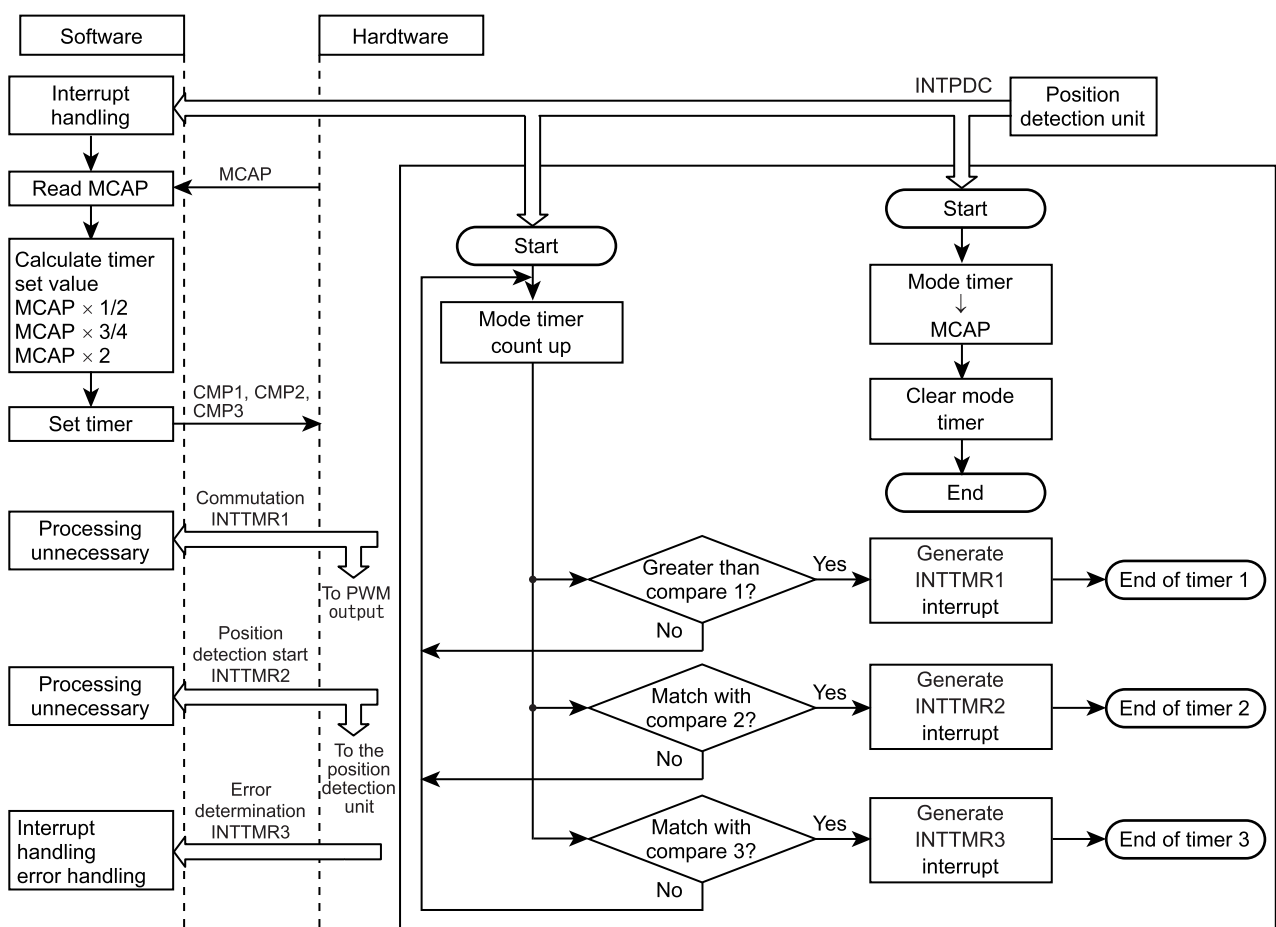 Software
Hardtware
INTPDC
Position
detection unit
Interrupt
handling
Read MCAP
MCAP
Calculate timer
set value
MCAP × 1/2
MCAP × 3/4
MCAP × 2
Set timer
CMP1, CMP2,
CMP3
Commutation
INTTMR1
Processing
unnecessary
To PWM
output
Position
detection start
INTTMR2
Processing
unnecessary
To the
position
detection
unit
Error
determination
INTTMR3
Interrupt
handling
error handling
Start
Mode timer
count up
Start
Mode timer
↓
MCAP
Clear mode
timer
End
Greater than
compare 1?
Yes
No
Generate
INTTMR1
interrupt
End of timer 1
Match with
compare 2?
Yes
No
Generate
INTTMR2
interrupt
End of timer 2
Match with
compare 3?
Yes
No
Generate
INTTMR3
interrupt
End of timer 3